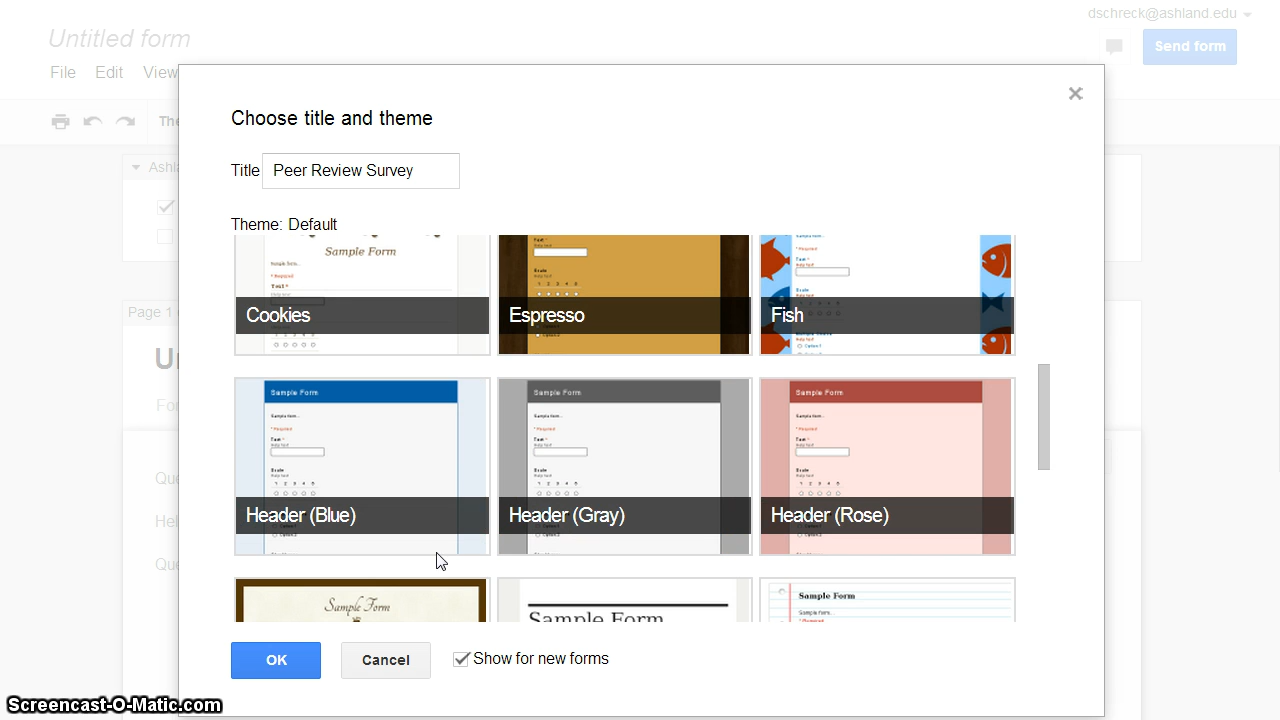 dschreck@ashland.edu
Untitled form
Send form
File Edit View
Choose title and theme
Title Peer Review Survey
Theme: Default
Sample Form
Cookies
Espresso
Fish
Sample Form
Sample Form
Sample Form
Header (Blue)
Header (Gray)
Header (Rose)
Sample Form
Sample Form
Sample Form
OK
Cancel
Show for new forms
Page 1
Screencast-O-Matic.com